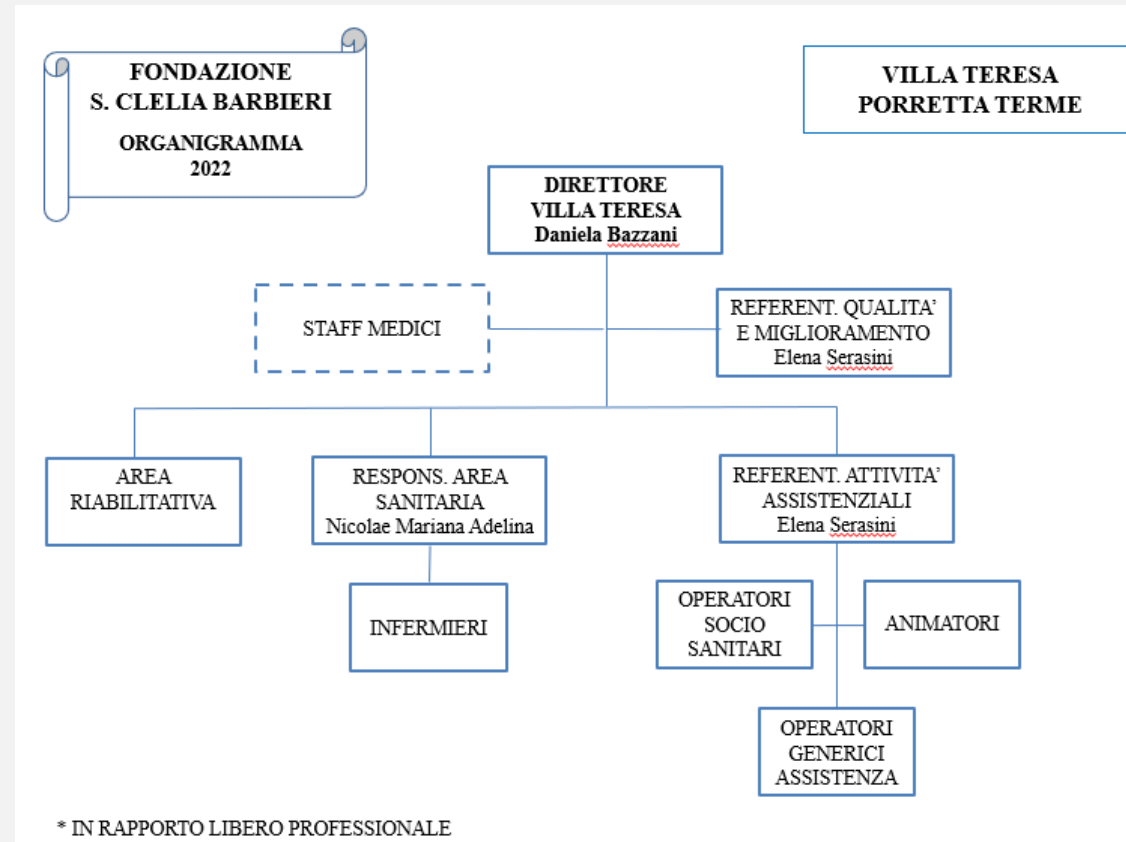 FONDAZIONE
S. CLELIA BARBIERI
ORGANIGRAMMA
2022
VILLA TERESA
PORRETTA TERME
DIRETTORE
VILLA TERESA
Daniela Bazzani
STAFF MEDICI
REFERENT. QUALITA’
E MIGLIORAMENTO
Elena Serasini
AREA
RIABILITATIVA
RESPONS. AREA
SANITARIA
Nicolae Mariana Adelina
REFERENT. ATTIVITA’
ASSISTENZIALI
Elena Serasini
INFERMIERI
OPERATORI
SOCIO
SANITARI
ANIMATORI
OPERATORI
GENERICI
ASSISTENZA
* IN RAPPORTO LIBERO PROFESSIONALE